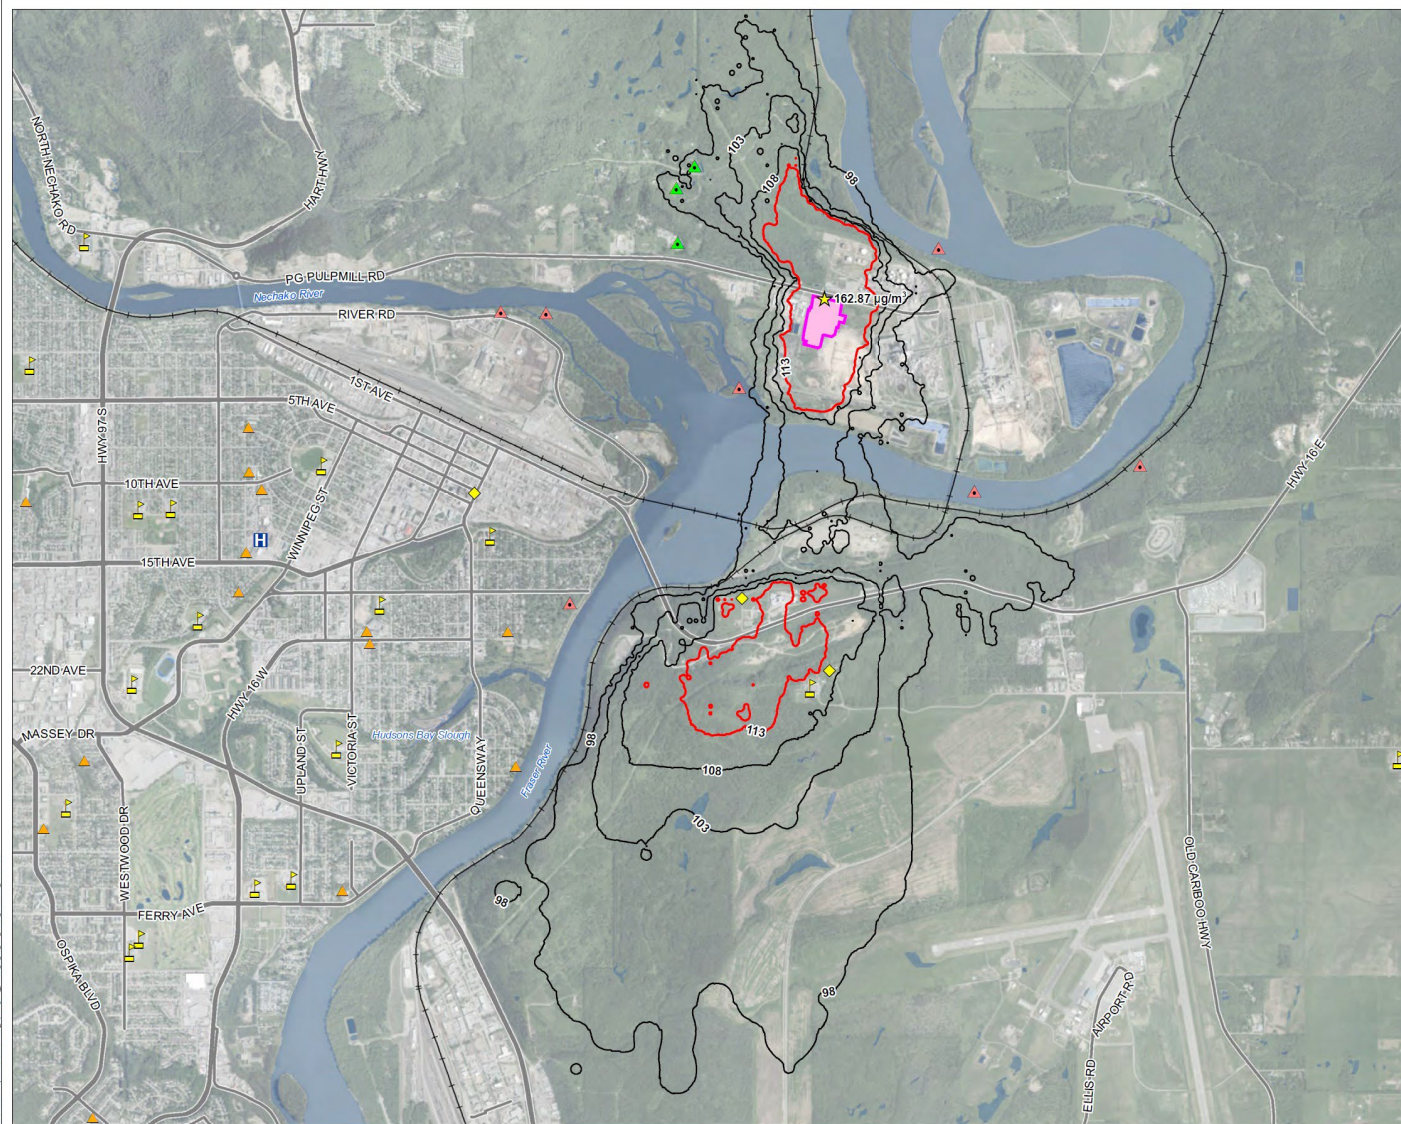 103
108
98
NORTH NECHAKO RD
HART HWY
PG PULPMILL RD
Nechako River
RIVER RD
162.87 µg/m³
113
1ST AVE
5TH AVE
HWY 97 S
10TH AVE
WINNIPEG ST
HWY 16 E
H
15TH AVE
22ND AVE
HWY 16 W
MASSEY DR
UPLAND ST
VICTORIA ST
Hudsons Bay Slough
QUEENSWAY
Fraser River
98
113
108
103
WESTWOOD DR
OLD CARIBOO HWY
98
FERRY AVE
OSPIKA BLVD
98
AIRPORT RD
ELLIS RD